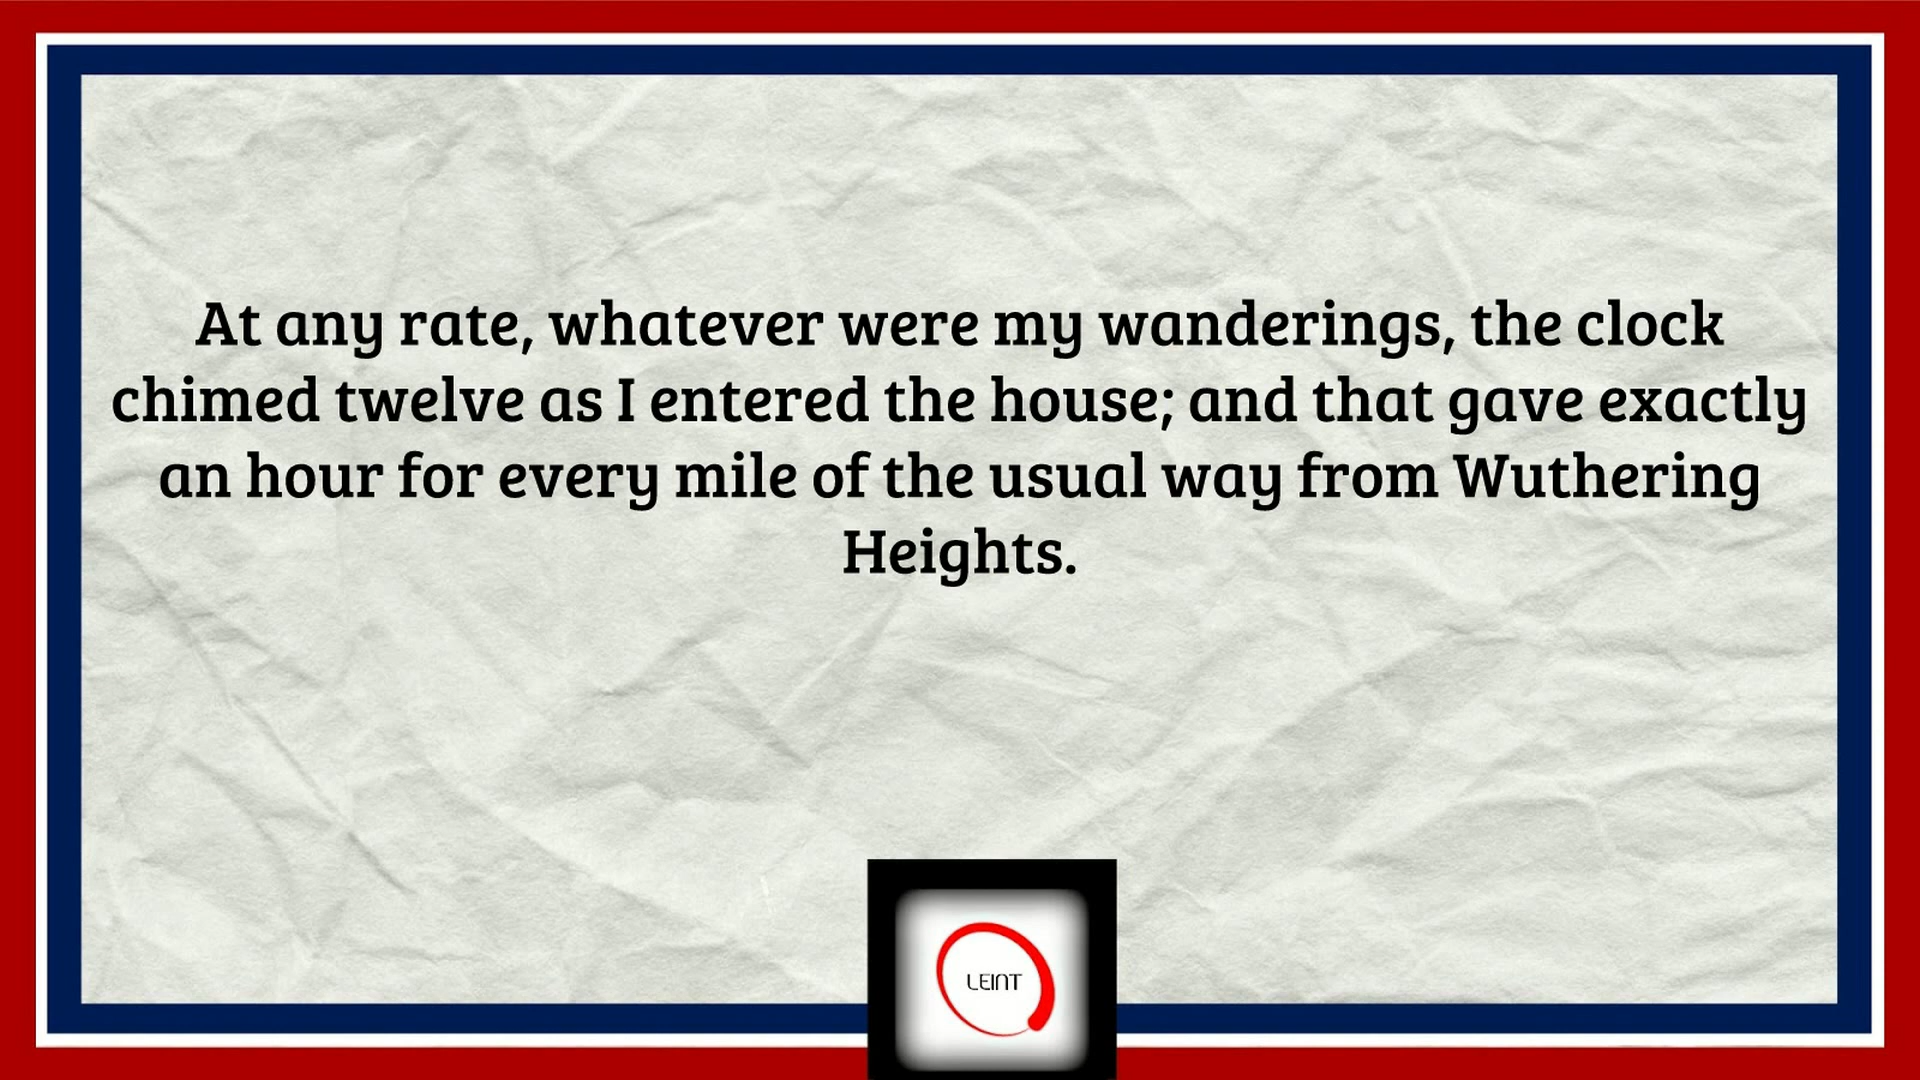 At any rate, whatever were my wanderings, the clock
chimed twelve as I entered the house; and that gave exactly
an hour for every mile of the usual way from Wuthering
Heights.
LEINT